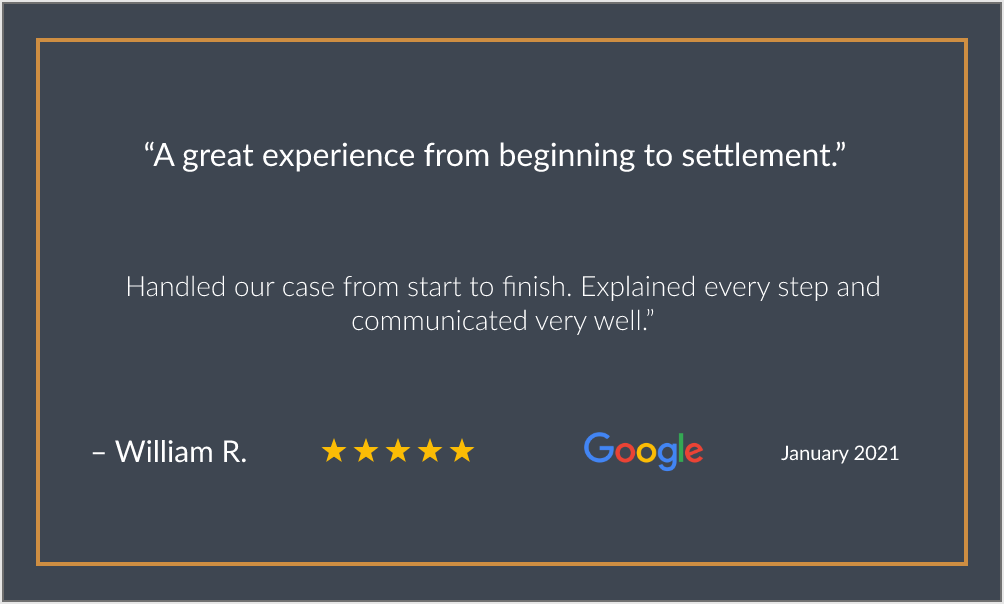 “A great experience from beginning to settlement.”
Handled our case from start to finish. Explained every step and
communicated very well.”
– William R. ★★★★★ Google January 2021